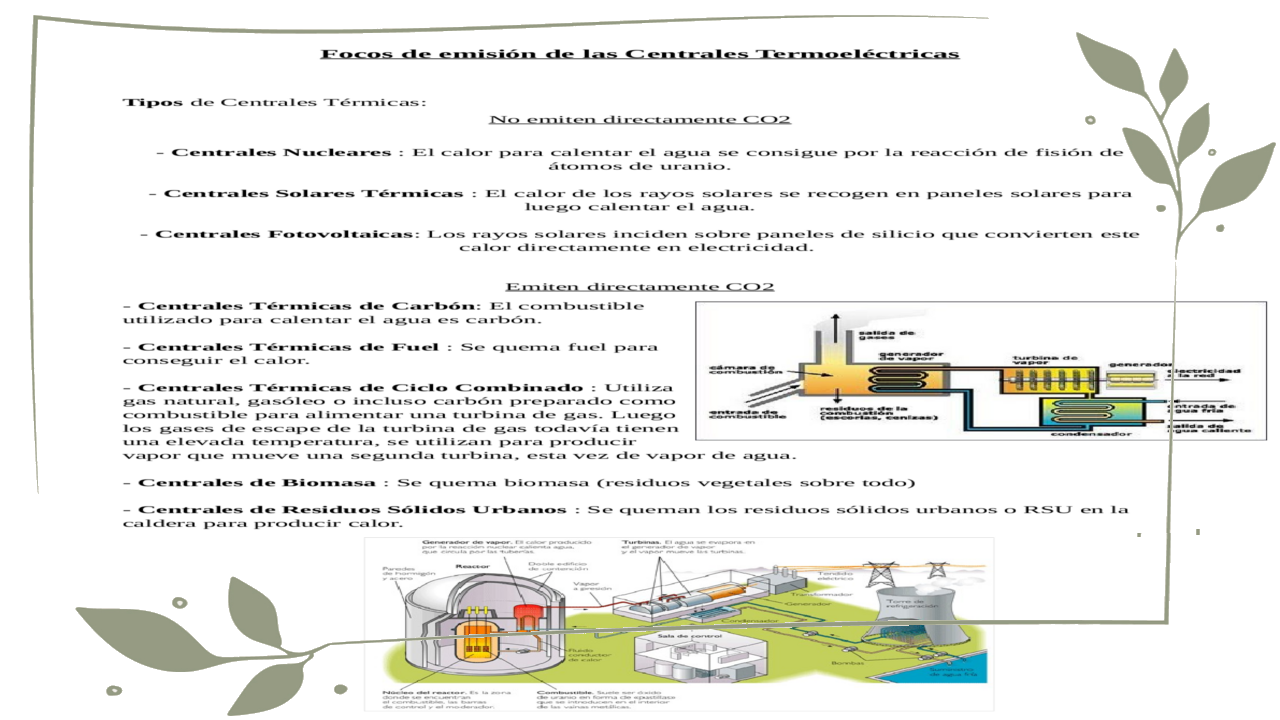 Focos de emisión de las Centrales Termoeléctricas
Tipos de Centrales Térmicas:
No emiten directamente CO2
- Centrales Nucleares : El calor para calentar el agua se consigue por la reacción de fisión de
átomos de uranio.
- Centrales Solares Térmicas : El calor de los rayos solares se recogen en paneles solares para
luego calentar el agua.
- Centrales Fotovoltaicas: Los rayos solares inciden sobre paneles de silicio que convierten este
calor directamente en electricidad.
Emiten directamente CO2
- Centrales Térmicas de Carbón: El combustible
utilizado para calentar el agua es carbón.
- Centrales Térmicas de Fuel : Se quema fuel para
conseguir el calor.
- Centrales Térmicas de Ciclo Combinado : Utiliza
gas natural, gasóleo o incluso carbón preparado como
combustible para alimentar una turbina de gas. Luego
los gases de escape de la turbina de gas todavía tienen
una elevada temperatura, se utilizan para producir
vapor que mueve una segunda turbina, esta vez de vapor de agua.
- Centrales de Biomasa : Se quema biomasa (residuos vegetales sobre todo)
- Centrales de Residuos Sólidos Urbanos : Se queman los residuos sólidos urbanos o RSU en la
caldera para producir calor.
salida de
gases
generador
de vapor
cámara de
combustión
entrada de
combustible
residuos de la
combustión
(escorias, cenizas)
turbina de
vapor
generador
electricidad
a la red
entrada de
agua fría
salida de
agua caliente
condensador
Generador de vapor. El calor producido
por la reacción nuclear calienta agua,
que circula por las tuberías.
Turbinas. El agua se evapora en
el generador de vapor
y el vapor mueve las turbinas.
Paredes
de hormigón
y acero
Reactor
Doble edificio
de contención
Vapor
a presión
Tendido
eléctrico
Transformador
Generador
Condensador
Torre de
refrigeración
Sala de control
Fluido
conductor
de calor
Bombas
Suministro
de agua fría
Núcleo del reactor. Es la zona
donde se encuentran
el combustible, las barras
de control y el moderador.
Combustible. Suele ser óxido
de uranio en forma de «pastillas»
que se introducen en el interior
de las vainas metálicas.